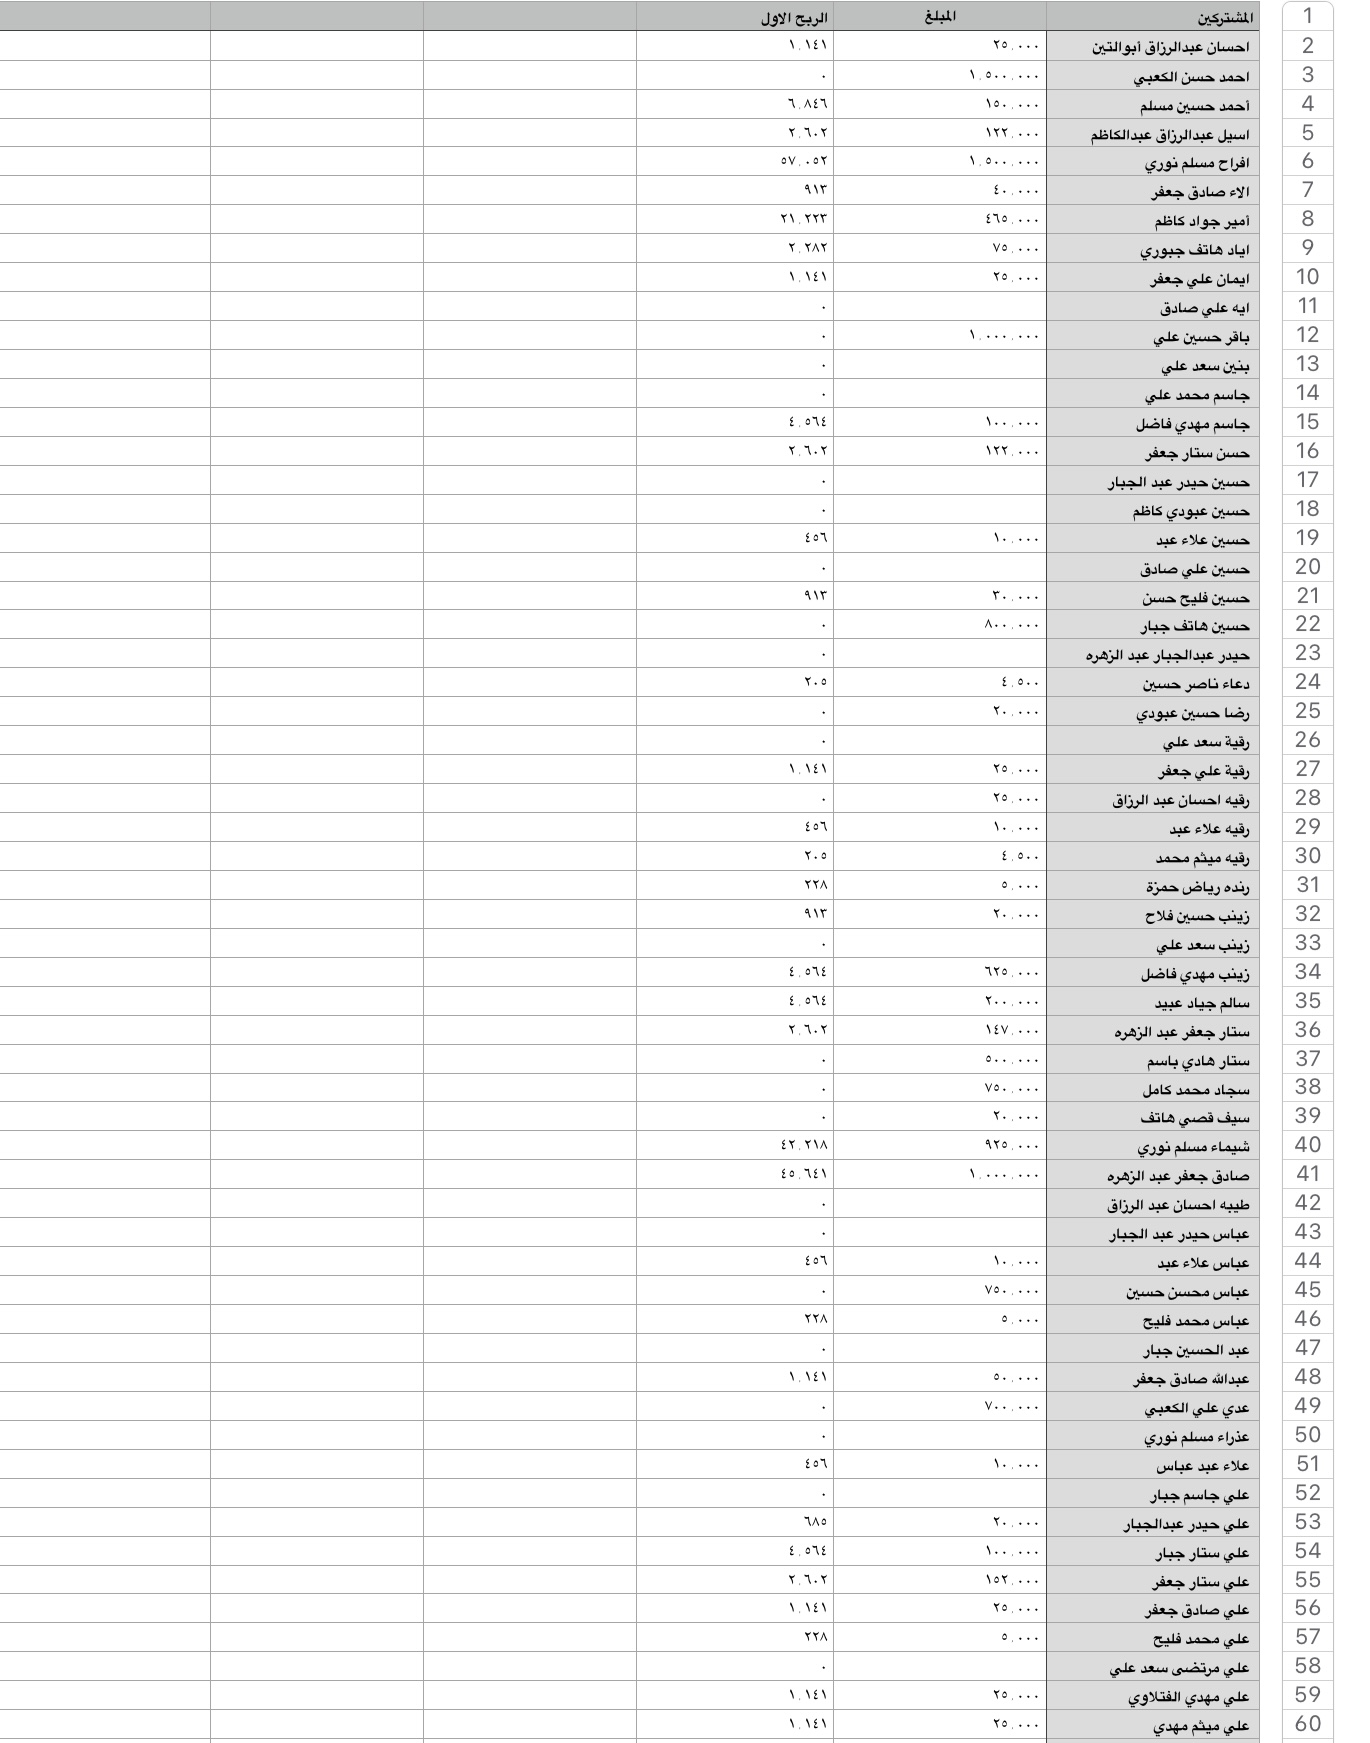 1 المشتركين المبلغ الربح الاول
2 احسان عبدالرزاق أبوالتين ٢٥.٠٠٠ ١.١٤١
3 احمد حسن الكعبي ١.٥٠٠.٠٠٠ ٠
4 أحمد حسين مسلم ١٥٠.٠٠٠ ٦.٨٤٦
5 اسيل عبدالرزاق عبدالكاظم ١٢٢.٠٠٠ ٢.٦٠٢
6 افراح مسلم نوري ١.٥٠٠.٠٠٠ ٥٧.٠٥٢
7 الاء صادق جعفر ٤٠.٠٠٠ ٩١٣
8 أمير جواد كاظم ٤٦٥.٠٠٠ ٢١.٢٢٣
9 اياد هاتف جبوري ٧٥.٠٠٠ ٢.٢٨٢
10 ايمان علي جعفر ٢٥.٠٠٠ ١.١٤١
11 ايه علي صادق ٠
12 باقر حسين علي ١.٠٠٠.٠٠٠ ٠
13 بنين سعد علي ٠
14 جاسم محمد علي ٠
15 جاسم مهدي فاضل ١٠٠.٠٠٠ ٤.٥٦٤
16 حسن ستار جعفر ١٢٢.٠٠٠ ٢.٦٠٢
17 حسين حيدر عبد الجبار ٠
18 حسين عبودي كاظم ٠
19 حسين علاء عبد ١٠.٠٠٠ ٤٥٦
20 حسين علي صادق ٠
21 حسين فليح حسن ٣٠.٠٠٠ ٩١٣
22 حسين هاتف جبار ٨٠٠.٠٠٠ ٠
23 حيدر عبدالجبار عبد الزهره ٠
24 دعاء ناصر حسين ٤.٥٠٠ ٢٠٥
25 رضا حسين عبودي ٢٠.٠٠٠ ٠
26 رقية سعد علي ٠
27 رقية علي جعفر ٢٥.٠٠٠ ١.١٤١
28 رقيه احسان عبد الرزاق ٢٥.٠٠٠ ٠
29 رقيه علاء عبد ١٠.٠٠٠ ٤٥٦
30 رقيه ميثم محمد ٤.٥٠٠ ٢٠٥
31 رنده رياض حمزة ٥.٠٠٠ ٢٢٨
32 زينب حسين فلاح ٢٠.٠٠٠ ٩١٣
33 زينب سعد علي ٠
34 زينب مهدي فاضل ٦٢٥.٠٠٠ ٤.٥٦٤
35 سالم جياد عبيد ٢٠٠.٠٠٠ ٤.٥٦٤
36 ستار جعفر عبد الزهره ١٤٧.٠٠٠ ٢.٦٠٢
37 ستار هادي باسم ٥٠٠.٠٠٠ ٠
38 سجاد محمد كامل ٧٥٠.٠٠٠ ٠
39 سيف قصي هاتف ٢٠.٠٠٠ ٠
40 شيماء مسلم نوري ٩٢٥.٠٠٠ ٤٢.٢١٨
41 صادق جعفر عبد الزهره ١.٠٠٠.٠٠٠ ٤٥.٦٤١
42 طيبه احسان عبد الرزاق ٠
43 عباس حيدر عبد الجبار ٠
44 عباس علاء عبد ١٠.٠٠٠ ٤٥٦
45 عباس محسن حسين ٧٥٠.٠٠٠ ٠
46 عباس محمد فليح ٥.٠٠٠ ٢٢٨
47 عبد الحسين جبار ٠
48 عبدالله صادق جعفر ٥٠.٠٠٠ ١.١٤١
49 عدي علي الكعبي ٧٠٠.٠٠٠ ٠
50 عذراء مسلم نوري ٠
51 علاء عبد عباس ١٠.٠٠٠ ٤٥٦
52 علي جاسم جبار ٠
53 علي حيدر عبدالجبار ٢٠.٠٠٠ ٦٨٥
54 علي ستار جبار ١٠٠.٠٠٠ ٤.٥٦٤
55 علي ستار جعفر ١٥٢.٠٠٠ ٢.٦٠٢
56 علي صادق جعفر ٢٥.٠٠٠ ١.١٤١
57 علي محمد فليح ٥.٠٠٠ ٢٢٨
58 علي مرتضى سعد علي ٠
59 علي مهدي الفتلاوي ٢٥.٠٠٠ ١.١٤١
60 علي ميثم مهدي ٢٥.٠٠٠ ١.١٤١